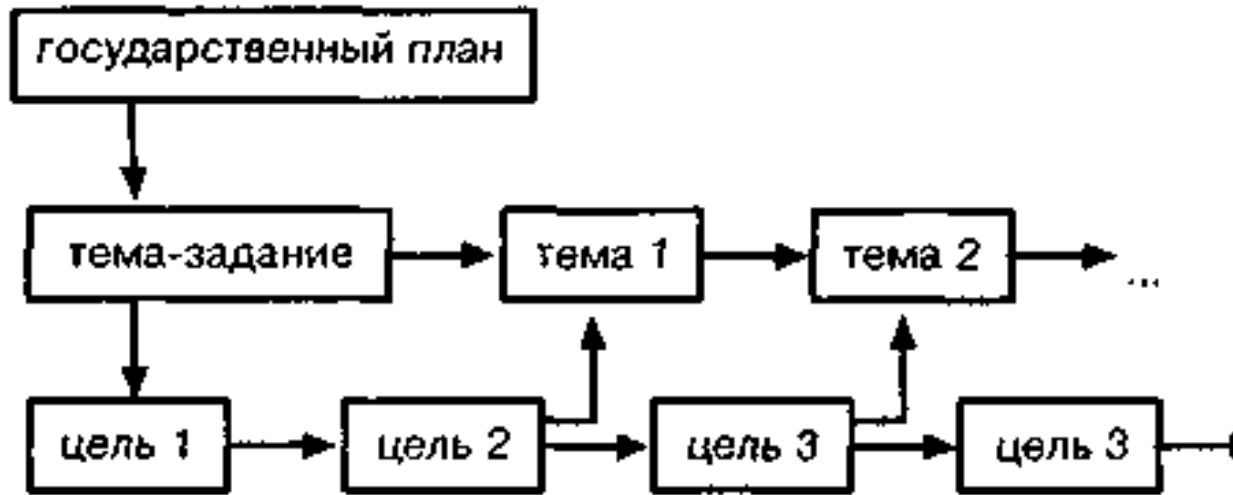 государственный план
тема-задание
тема 1
тема 2
...
цель 1
цель 2
цель 3
цель 3